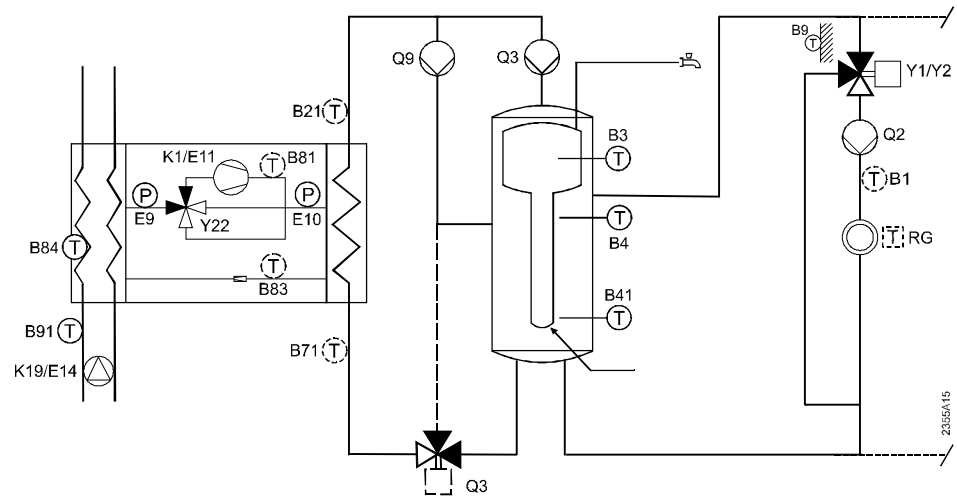 B9
T
Q9
Q3
Y1/Y2
B21
T
B3
T
Q2
K1/E11
T
B81
T
B1
P
E9
P
E10
Y22
T
B4
T
RG
B84
T
T
B83
B41
T
B91
T
B71
T
K19/E14
2355A15
Q3